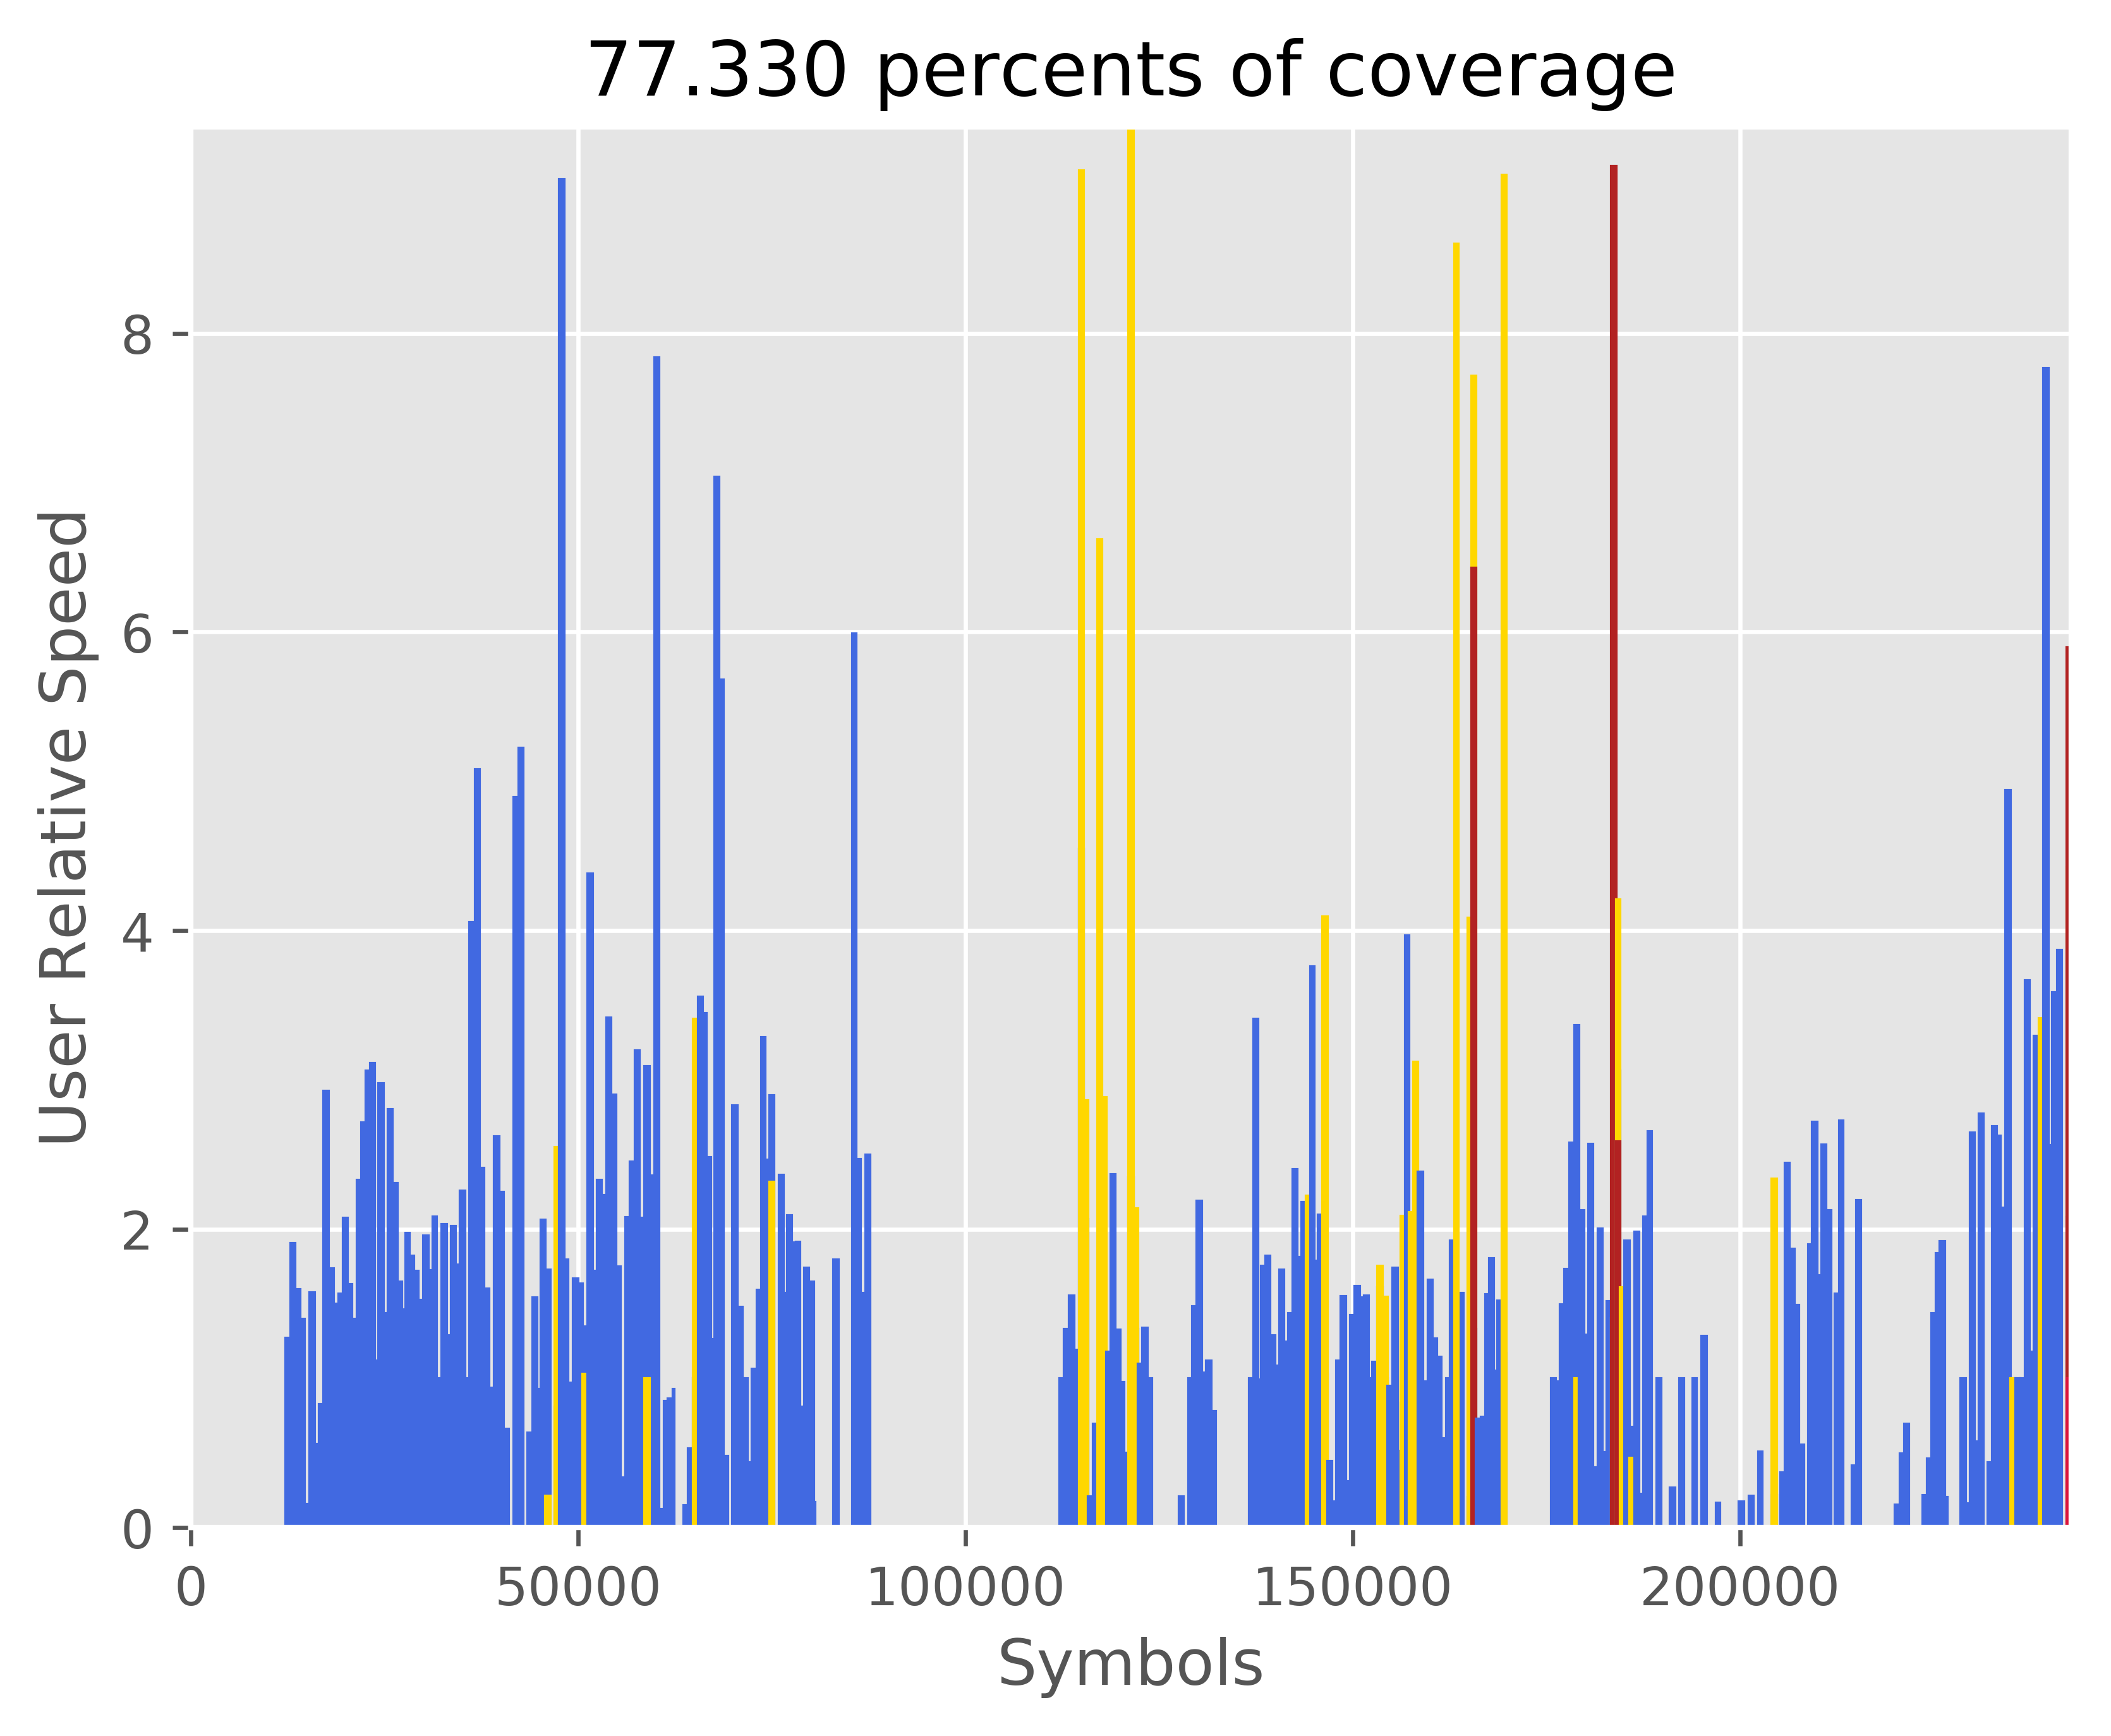 77.330 percents of coverage
User Relative Speed
8
6
4
2
0
0 50000 100000 150000 200000
Symbols